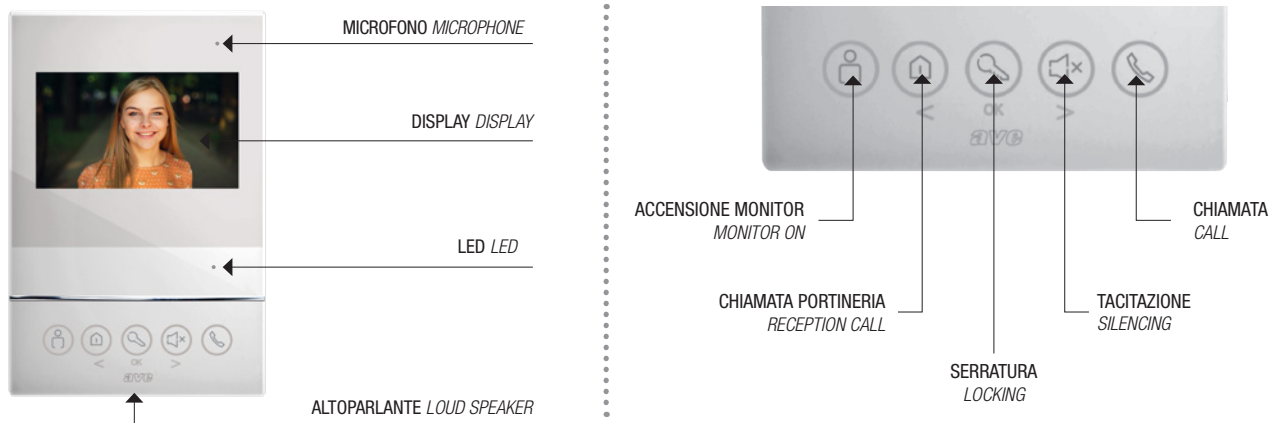 MICROFONO MICROPHONE
DISPLAY DISPLAY
LED LED
< OK >
ave
ALTOPARLANTE LOUD SPEAKER
< OK >
ave
ACCENSIONE MONITOR
MONITOR ON
CHIAMATA
CALL
CHIAMATA PORTINERIA
RECEPTION CALL
TACITAZIONE
SILENCING
SERRATURA
LOCKING